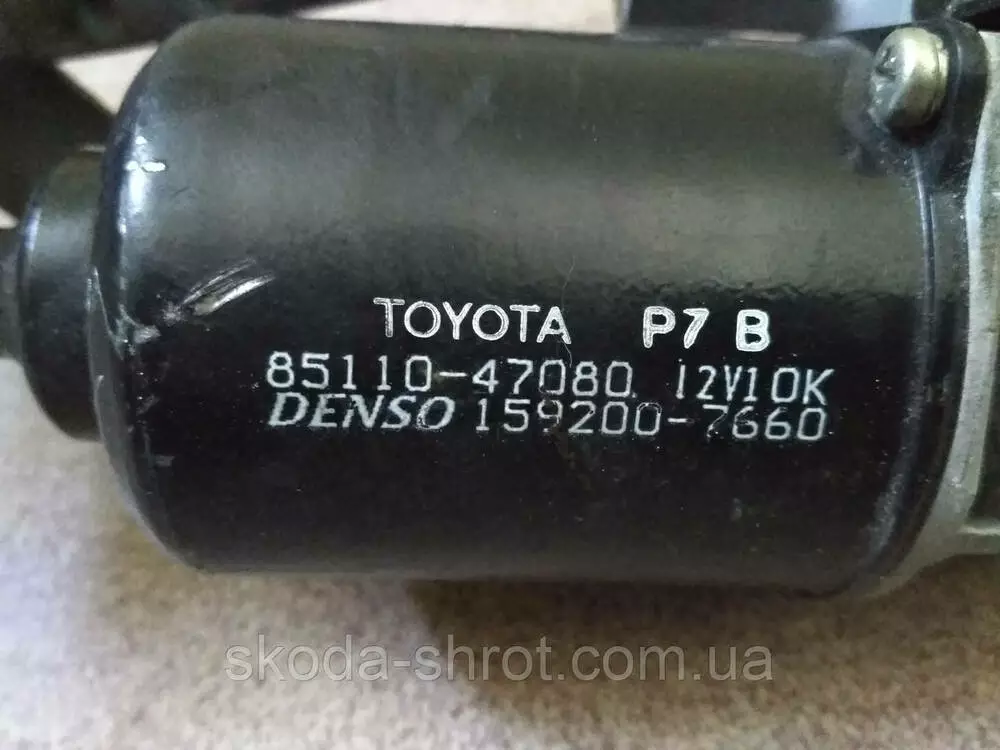 TOYOTA P7 B
85110-47080 12V10K
DENSO 159200-7660
skoda-shrot.com.ua